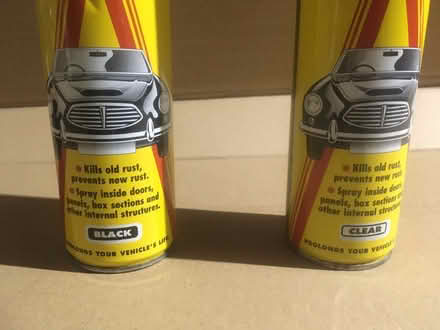 Kills old rust,
prevents new rust.
Spray inside doors,
panels, box sections and
other internal structures.
BLACK
PROLONGS YOUR VEHICLE'S LIFE
Kills old rust,
prevents new rust.
Spray inside doors,
panels, box sections and
other internal structures
CLEAR
PROLONGS YOUR VEHICLE'S